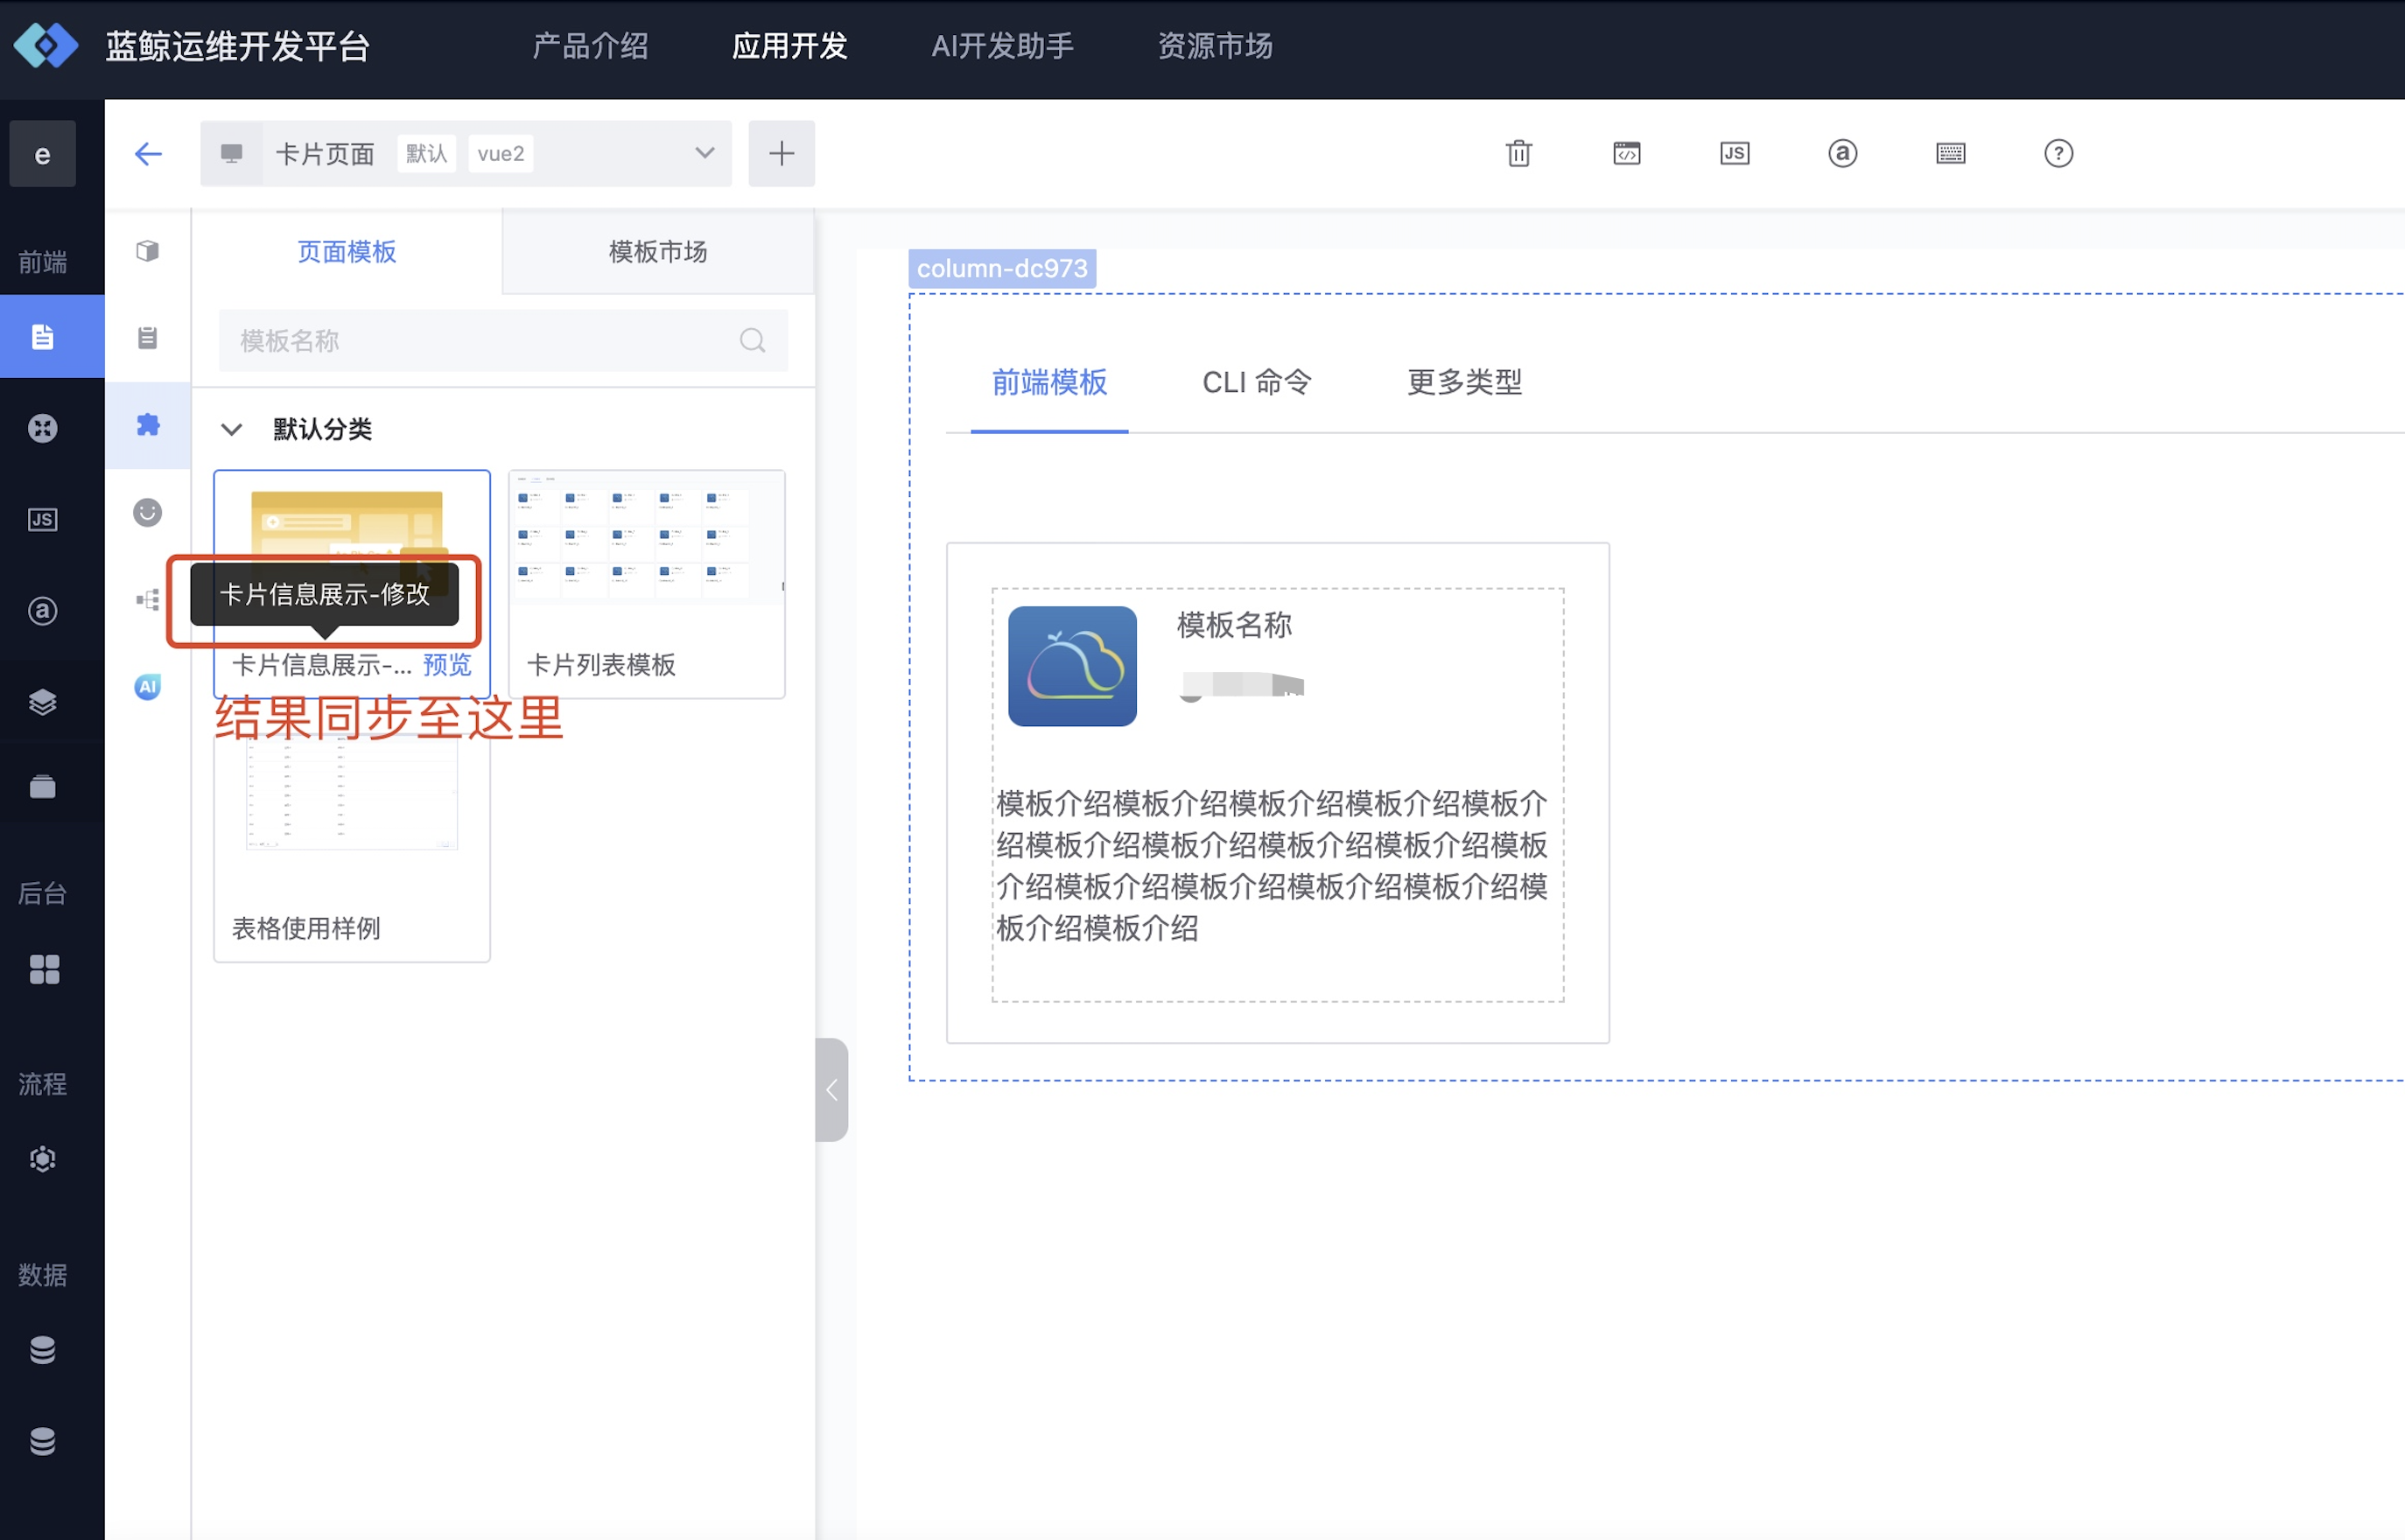 蓝鲸运维开发平台
产品介绍
应用开发
AI开发助手
资源市场
e
卡片页面
默认
vue2
JS
a
?
前端
页面模板
模板市场
模板名称
默认分类
卡片信息展示-修改
卡片信息展示-...
预览
卡片列表模板
结果同步至这里
表格使用样例
JS
a
AI
后台
流程
数据
column-dc973
前端模板
CLI 命令
更多类型
模板名称
模板介绍模板介绍模板介绍模板介绍模板介
绍模板介绍模板介绍模板介绍模板介绍模板
介绍模板介绍模板介绍模板介绍模板介绍模
板介绍模板介绍